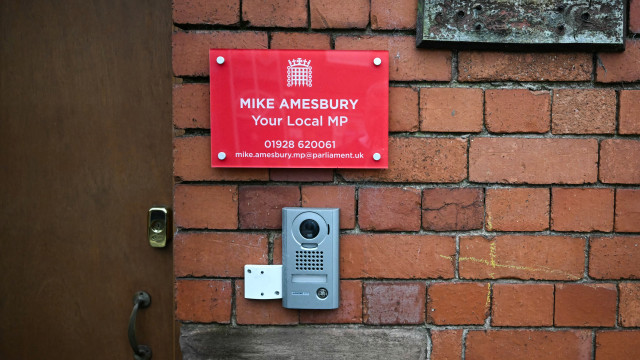 MIKE AMESBURY
Your Local MP
01928 620061
mike.amesbury.mp@parliament.uk